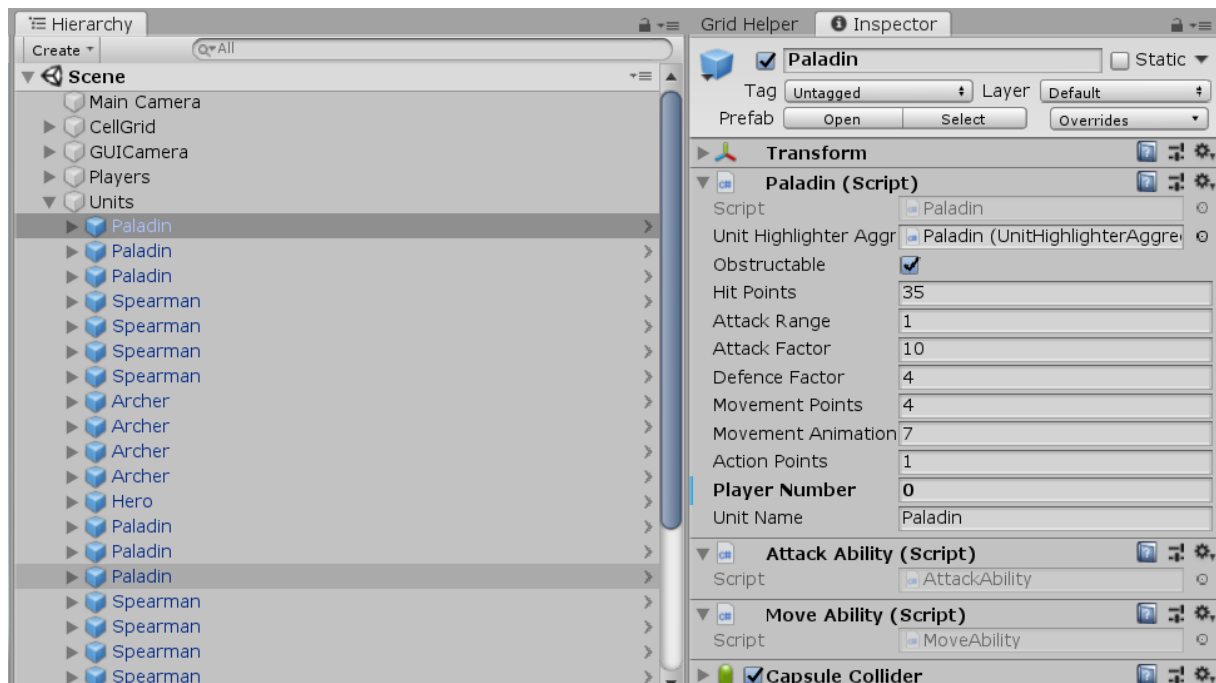 Hierarchy
Create
All
Scene
Main Camera
CellGrid
GUICamera
Players
Units
Paladin
Paladin
Paladin
Spearman
Spearman
Spearman
Spearman
Archer
Archer
Archer
Archer
Hero
Paladin
Paladin
Paladin
Spearman
Spearman
Spearman
Spearman
Grid Helper Inspector
Paladin Static
Tag Untagged Layer Default
Prefab Open Select Overrides
Transform
Paladin (Script)
Script Paladin
Unit Highlighter Aggr Paladin (UnitHighlighterAggre
Obstructable
Hit Points 35
Attack Range 1
Attack Factor 10
Defence Factor 4
Movement Points 4
Movement Animation 7
Action Points 1
Player Number 0
Unit Name Paladin
Attack Ability (Script)
Script AttackAbility
Move Ability (Script)
Script MoveAbility
Capsule Collider